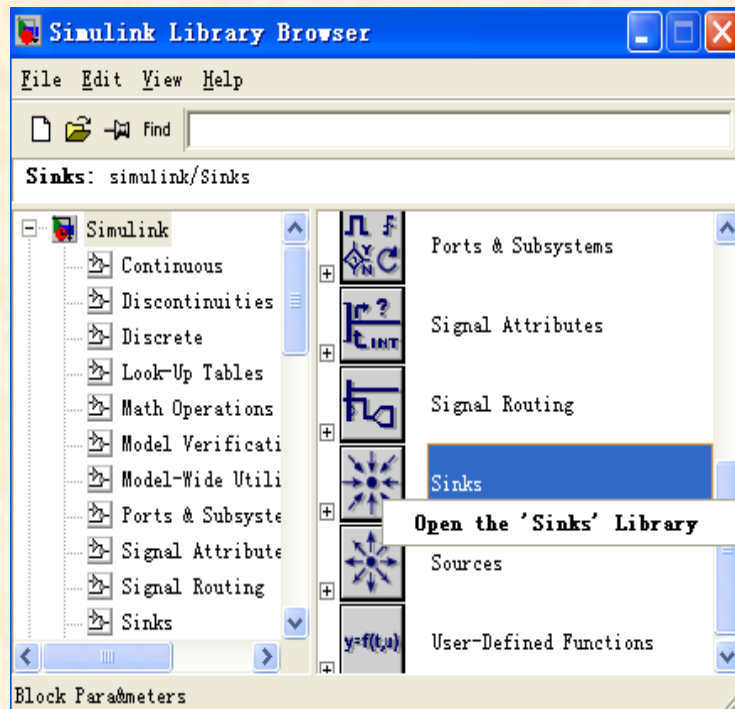 Simulink Library Browser
File Edit View Help
Find
Sinks: simulink/Sinks
Simulink
Continuous
Discontinuities
Discrete
Look-Up Tables
Math Operations
Model Verificati
Model-Wide Utili
Ports & Subsyste
Signal Attribute
Signal Routing
Sinks
Ports & Subsystems
Signal Attributes
Signal Routing
Sinks
Open the 'Sinks' Library
Sources
y=f(t,u) User-Defined Functions
Block Para&meters